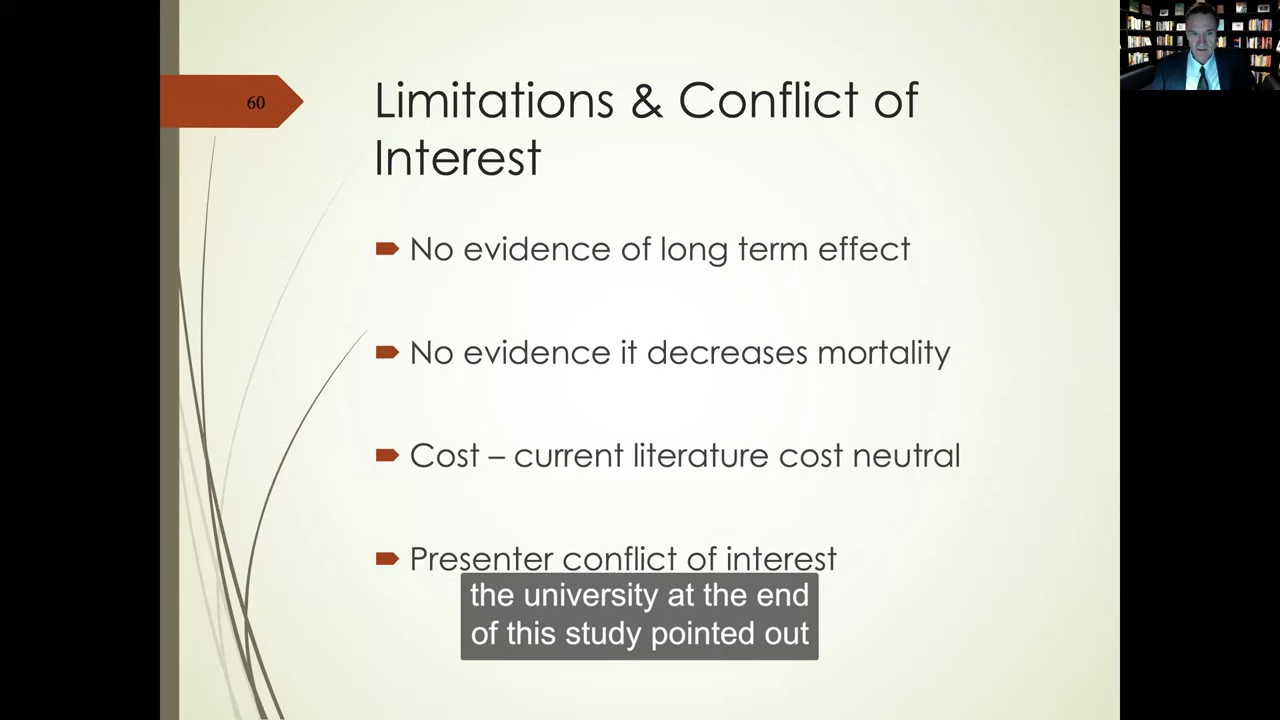 60
Limitations & Conflict of
Interest
No evidence of long term effect
No evidence it decreases mortality
Cost – current literature cost neutral
Presenter conflict of interest
the university at the end
of this study pointed out